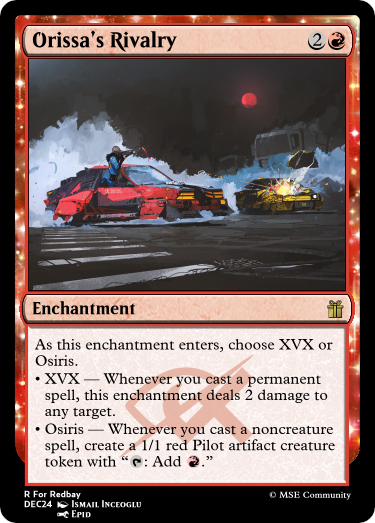 Orissa's Rivalry 2
Enchantment
As this enchantment enters, choose XVX or
Osiris.
• XVX — Whenever you cast a permanent
spell, this enchantment deals 2 damage to
any target.
• Osiris — Whenever you cast a noncreature
spell, create a 1/1 red Pilot artifact creature
token with “: Add .”
R For Redbay
DEC24 Ismail Inceoglu © MSE Community
Epid